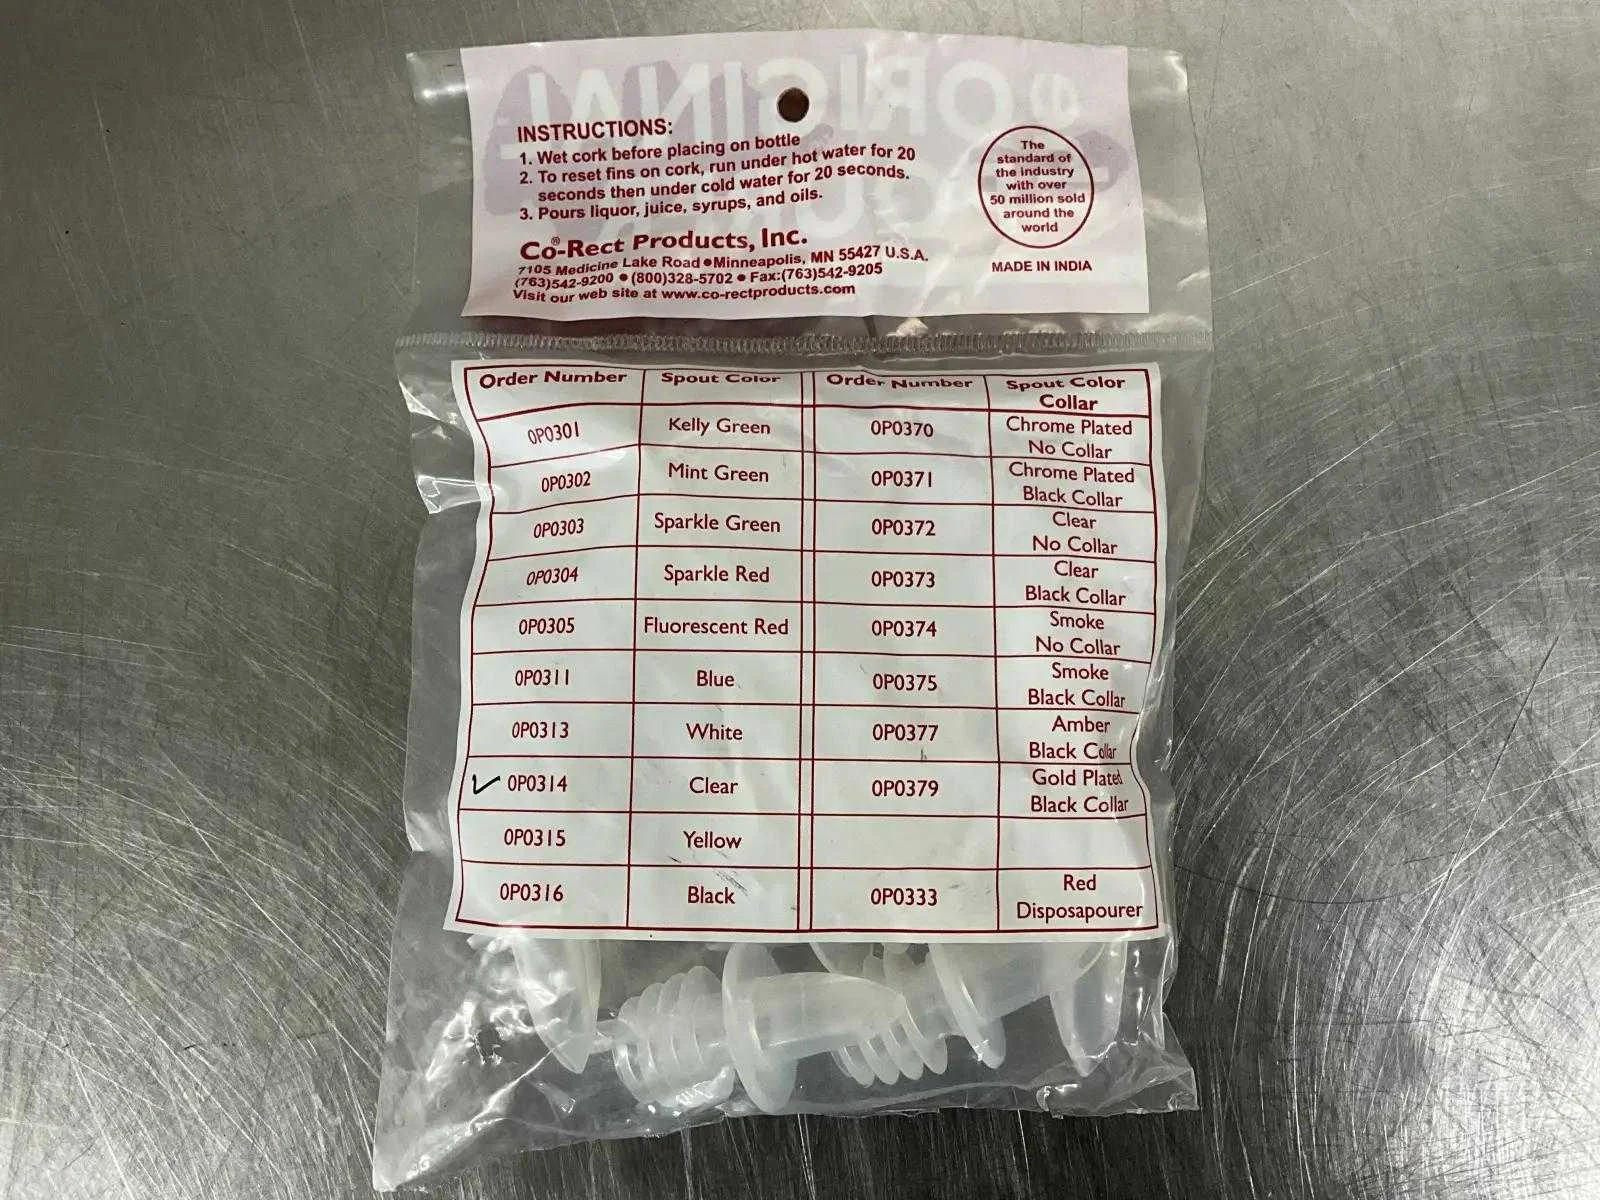 ORIGINAL
INSTRUCTIONS:
1. Wet cork before placing on bottle
2. To reset fins on cork, run under hot water for 20
seconds then under cold water for 20 seconds.
3. Pours liquor, juice, syrups, and oils.
Co®-Rect Products, Inc.
7105 Medicine Lake Road ● Minneapolis, MN 55427 U.S.A.
(763)542-9200 ● (800)328-5702 ● Fax:(763)542-9205
Visit our web site at www.co-rectproducts.com
The
standard of
the industry
with over
50 million sold
around the
world
MADE IN INDIA
Order Number Spout Color Order Number Spout Color
Collar
0P0301 Kelly Green 0P0370 Chrome Plated
No Collar
0P0302 Mint Green 0P0371 Chrome Plated
Black Collar
0P0303 Sparkle Green 0P0372 Clear
No Collar
0P0304 Sparkle Red 0P0373 Clear
Black Collar
0P0305 Fluorescent Red 0P0374 Smoke
No Collar
0P0311 Blue 0P0375 Smoke
Black Collar
0P0313 White 0P0377 Amber
Black Collar
✓ 0P0314 Clear 0P0379 Gold Plated
Black Collar
0P0315 Yellow
0P0316 Black 0P0333 Red
Disposapourer